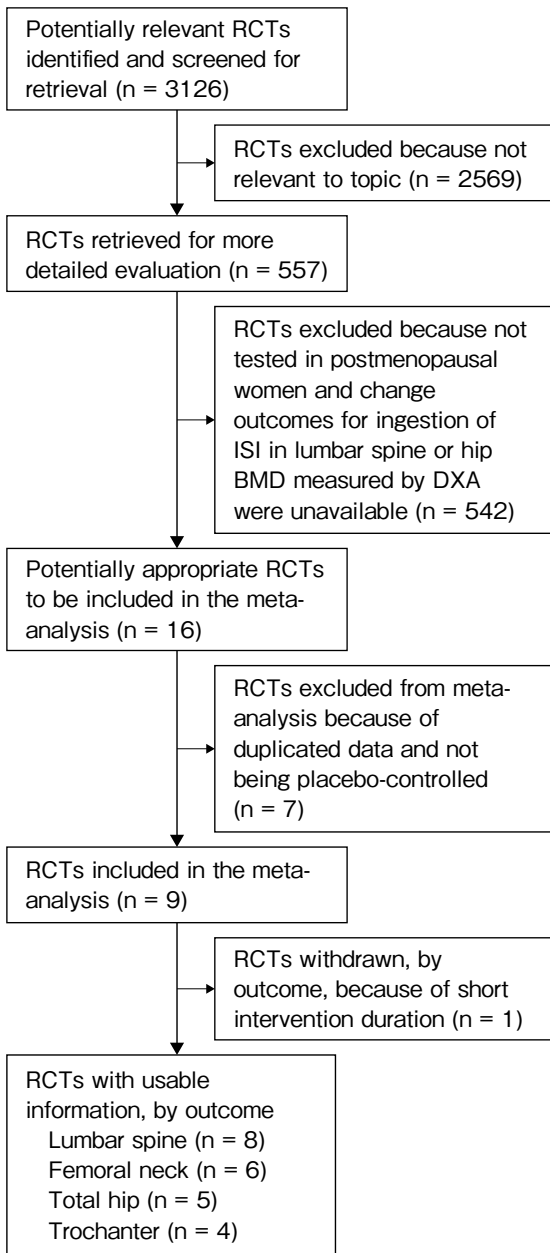 Potentially relevant RCTs
identified and screened for
retrieval (n = 3126)
RCTs excluded because not
relevant to topic (n = 2569)
RCTs retrieved for more
detailed evaluation (n = 557)
RCTs excluded because not
tested in postmenopausal
women and change
outcomes for ingestion of
ISI in lumbar spine or hip
BMD measured by DXA
were unavailable (n = 542)
Potentially appropriate RCTs
to be included in the meta-
analysis (n = 16)
RCTs excluded from meta-
analysis because of
duplicated data and not
being placebo-controlled
(n = 7)
RCTs included in the meta-
analysis (n = 9)
RCTs withdrawn, by
outcome, because of short
intervention duration (n = 1)
RCTs with usable
information, by outcome
Lumbar spine (n = 8)
Femoral neck (n = 6)
Total hip (n = 5)
Trochanter (n = 4)